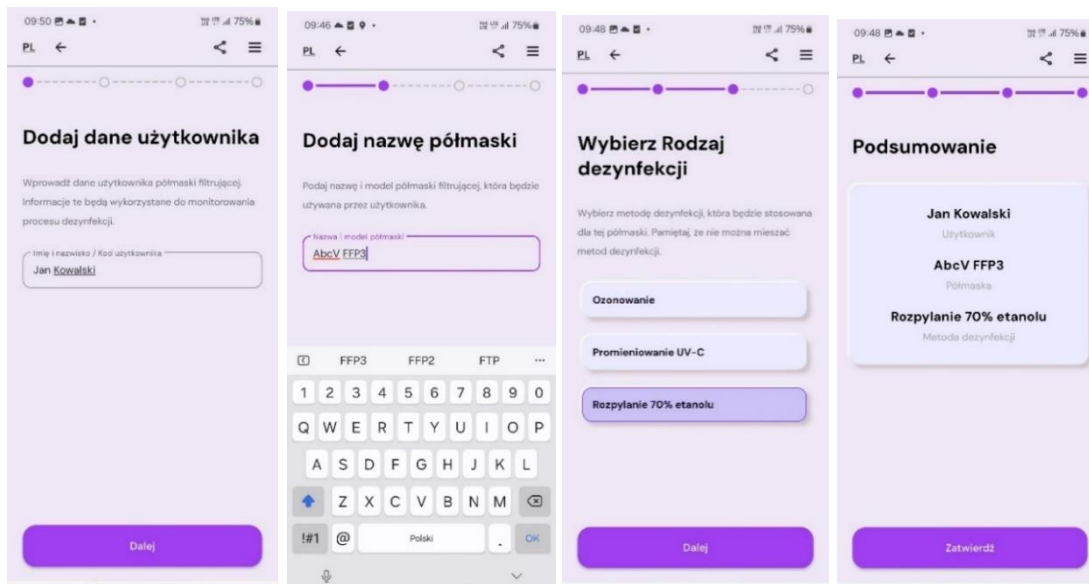 09:50
75%
PL
Dodaj dane użytkownika
Wprowadź dane użytkownika półmaski filtrującej.
Informacje te będą wykorzystane do monitorowania
procesu dezynfekcji.
Imię i nazwisko / Kod użytkownika
Jan Kowalski
Dalej
09:46
75%
PL
Dodaj nazwę półmaski
Podaj nazwę i model półmaski filtrującej, która będzie
używana przez użytkownika.
Nazwa i model półmaski
AbcV FFP3
FFP3 FFP2 FTP ...
1 2 3 4 5 6 7 8 9 0
Q W E R T Y U I O P
A S D F G H J K L
Z X C V B N M
!#1 @ Polski . OK
09:48
75%
PL
Wybierz Rodzaj
dezynfekcji
Wybierz metodę dezynfekcji, która będzie stosowana
dla tej półmaski. Pamiętaj, że nie można mieszać
metod dezynfekcji.
Ozonowanie
Promieniowanie UV-C
Rozpylanie 70% etanolu
Dalej
09:48
75%
PL
Podsumowanie
Jan Kowalski
Użytkownik
AbcV FFP3
Półmaska
Rozpylanie 70% etanolu
Metoda dezynfekcji
Zatwierdź